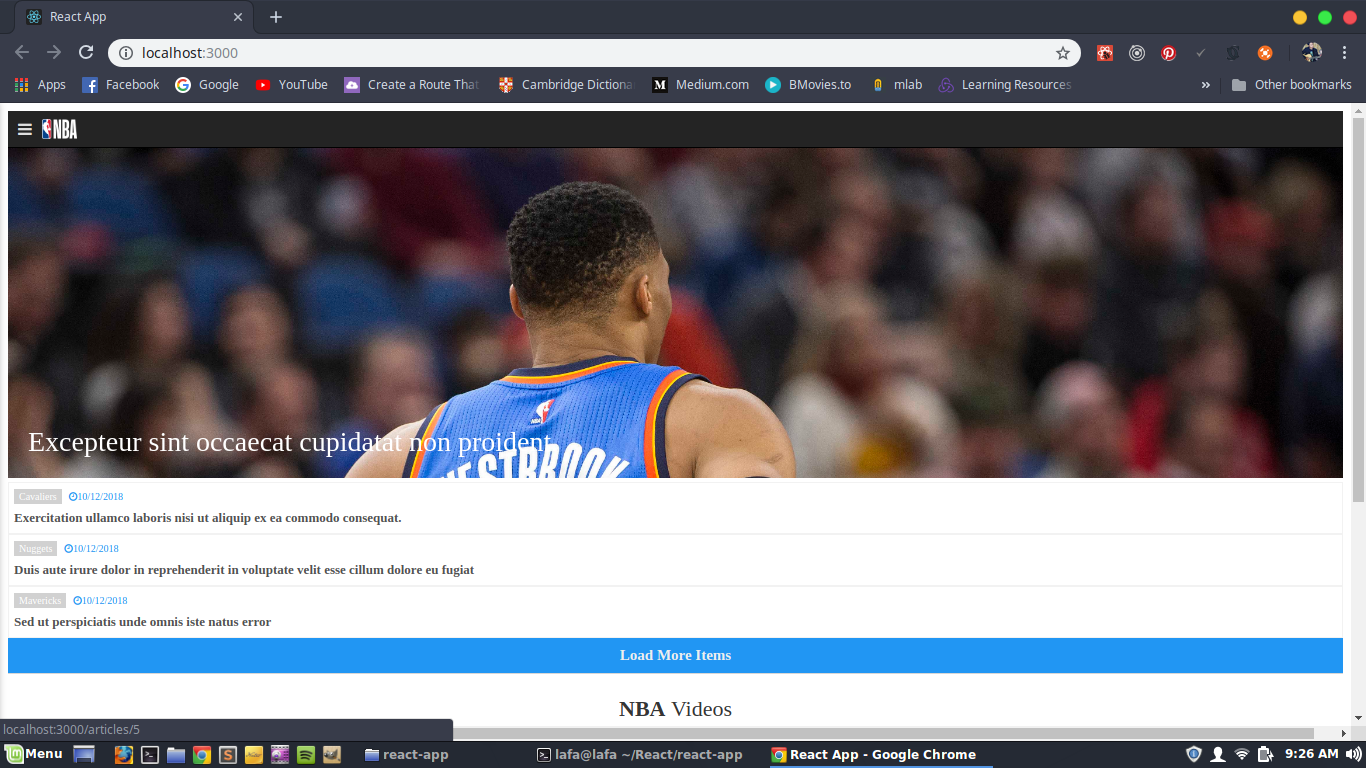 React App
localhost:3000
Apps Facebook Google YouTube Create a Route That Cambridge Dictiona Medium.com BMovies.to mlab Learning Resources Other bookmarks
NBA
NBA
Excepteur sint occaecat cupidatat non proident
Cavaliers 10/12/2018
Exercitation ullamco laboris nisi ut aliquip ex ea commodo consequat.
Nuggets 10/12/2018
Duis aute irure dolor in reprehenderit in voluptate velit esse cillum dolore eu fugiat
Mavericks 10/12/2018
Sed ut perspiciatis unde omnis iste natus error
Load More Items
NBA Videos
localhost:3000/articles/5
Menu react-app lafa@lafa ~/React/react-app React App - Google Chrome 9:26 AM